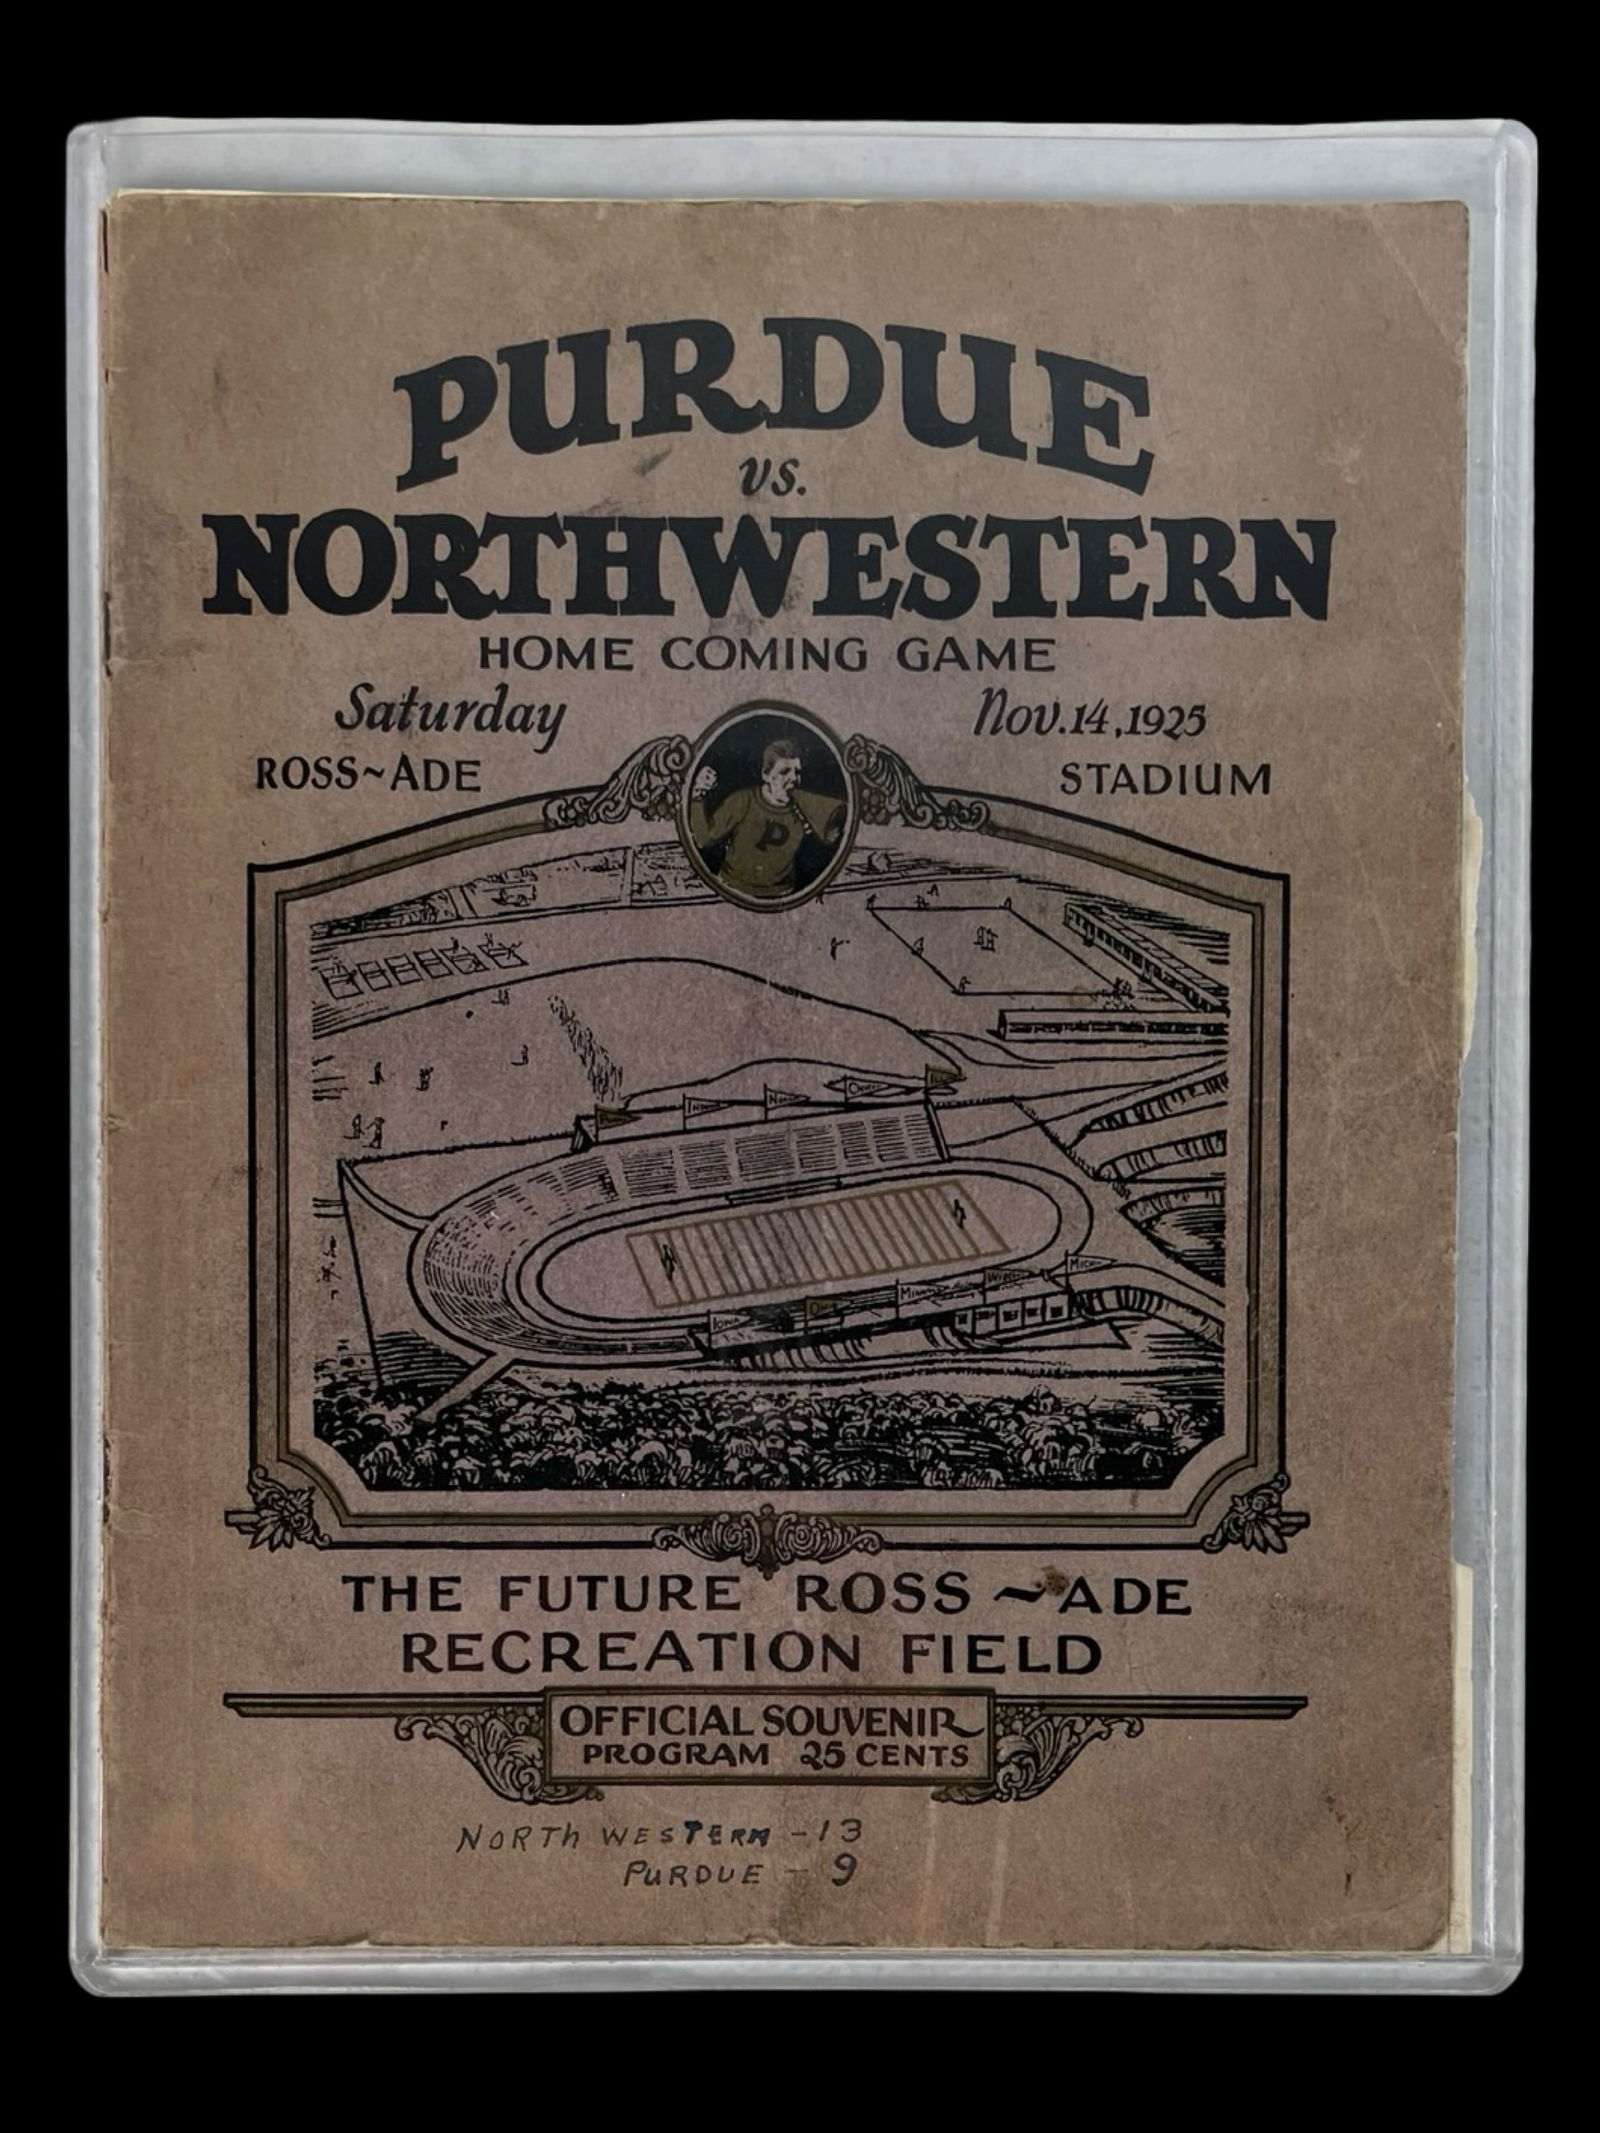 PURDUE
vs.
NORTHWESTERN
HOME COMING GAME
Saturday Nov. 14, 1925
ROSS~ADE STADIUM
P
IOWA
THE FUTURE ROSS ~ ADE
RECREATION FIELD
OFFICIAL SOUVENIR
PROGRAM 25 CENTS
NORTh WESTERN - 13
PURDUE - 9